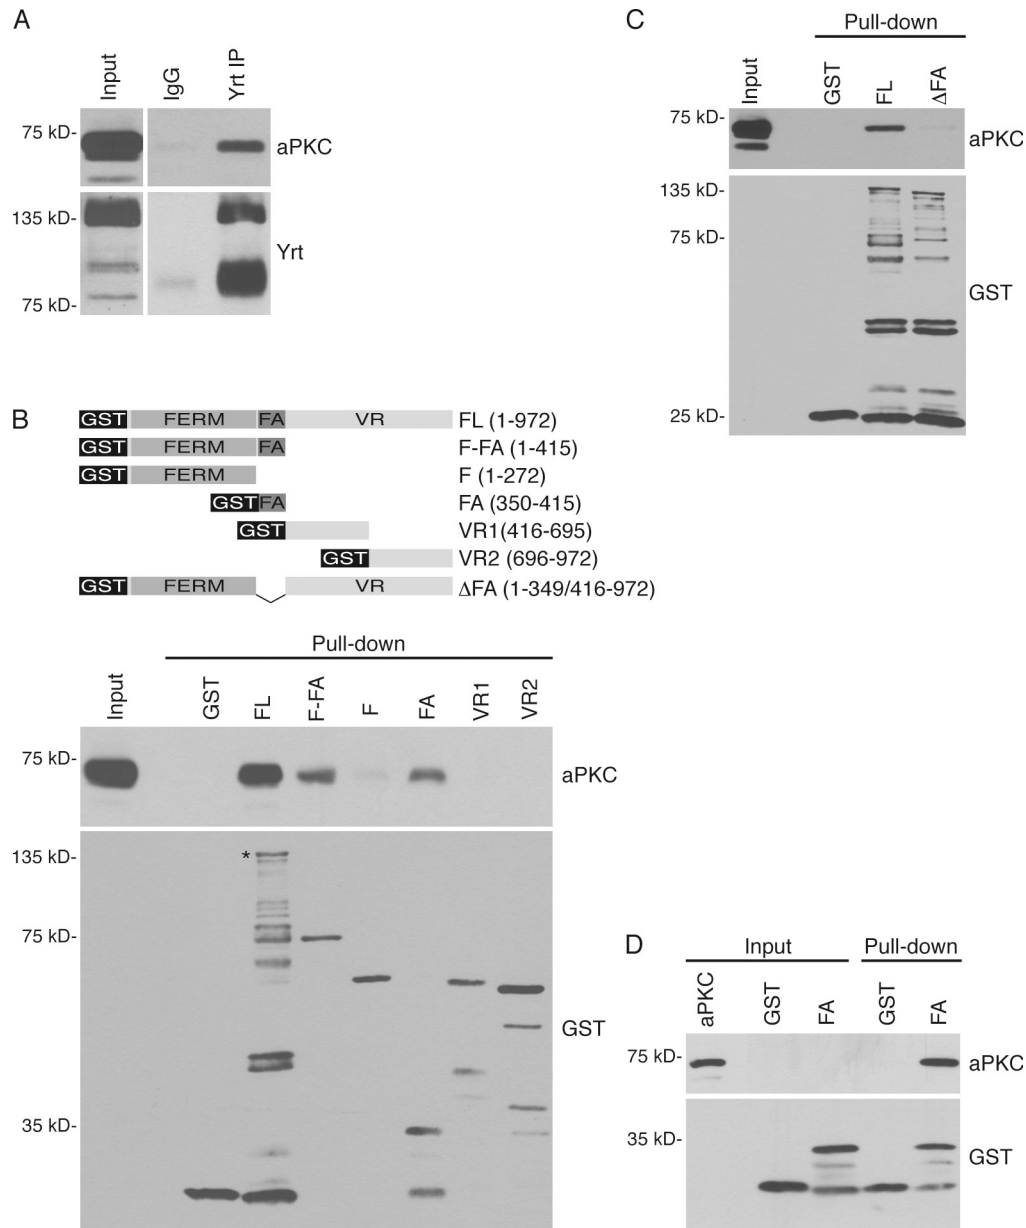 A
Input
IgG
Yrt IP
75 kD-
aPKC
135 kD-
Yrt
75 kD-
B
GST FERM FA VR FL (1-972)
GST FERM FA F-FA (1-415)
GST FERM F (1-272)
GST FA FA (350-415)
GST VR1(416-695)
GST VR2 (696-972)
GST FERM VR ΔFA (1-349/416-972)
Pull-down
Input
GST
FL
F-FA
F
FA
VR1
VR2
75 kD-
aPKC
135 kD-
*
75 kD-
GST
35 kD-
C
Pull-down
Input
GST
FL
ΔFA
75 kD-
aPKC
135 kD-
75 kD-
GST
25 kD-
D
Input
Pull-down
aPKC
GST
FA
GST
FA
75 kD-
aPKC
35 kD-
GST